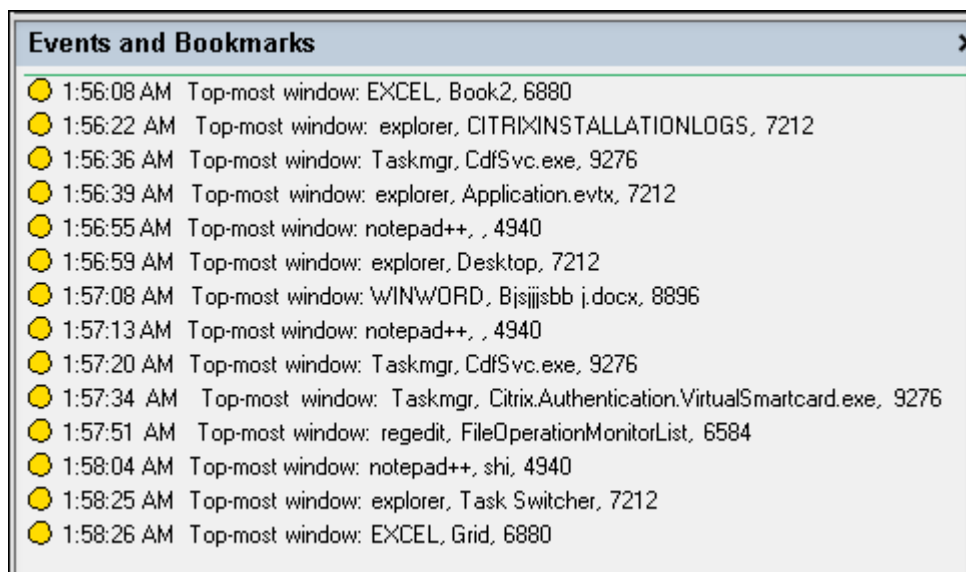 Events and Bookmarks
1:56:08 AM Top-most window: EXCEL, Book2, 6880
1:56:22 AM Top-most window: explorer, CITRIXINSTALLATIONLOGS, 7212
1:56:36 AM Top-most window: Taskmgr, CdfSvc.exe, 9276
1:56:39 AM Top-most window: explorer, Application.evtx, 7212
1:56:55 AM Top-most window: notepad++, , 4940
1:56:59 AM Top-most window: explorer, Desktop, 7212
1:57:08 AM Top-most window: WINWORD, Bjsjjjsbb j.docx, 8896
1:57:13 AM Top-most window: notepad++, , 4940
1:57:20 AM Top-most window: Taskmgr, CdfSvc.exe, 9276
1:57:34 AM Top-most window: Taskmgr, Citrix.Authentication.VirtualSmartcard.exe, 9276
1:57:51 AM Top-most window: regedit, FileOperationMonitorList, 6584
1:58:04 AM Top-most window: notepad++, shi, 4940
1:58:25 AM Top-most window: explorer, Task Switcher, 7212
1:58:26 AM Top-most window: EXCEL, Grid, 6880